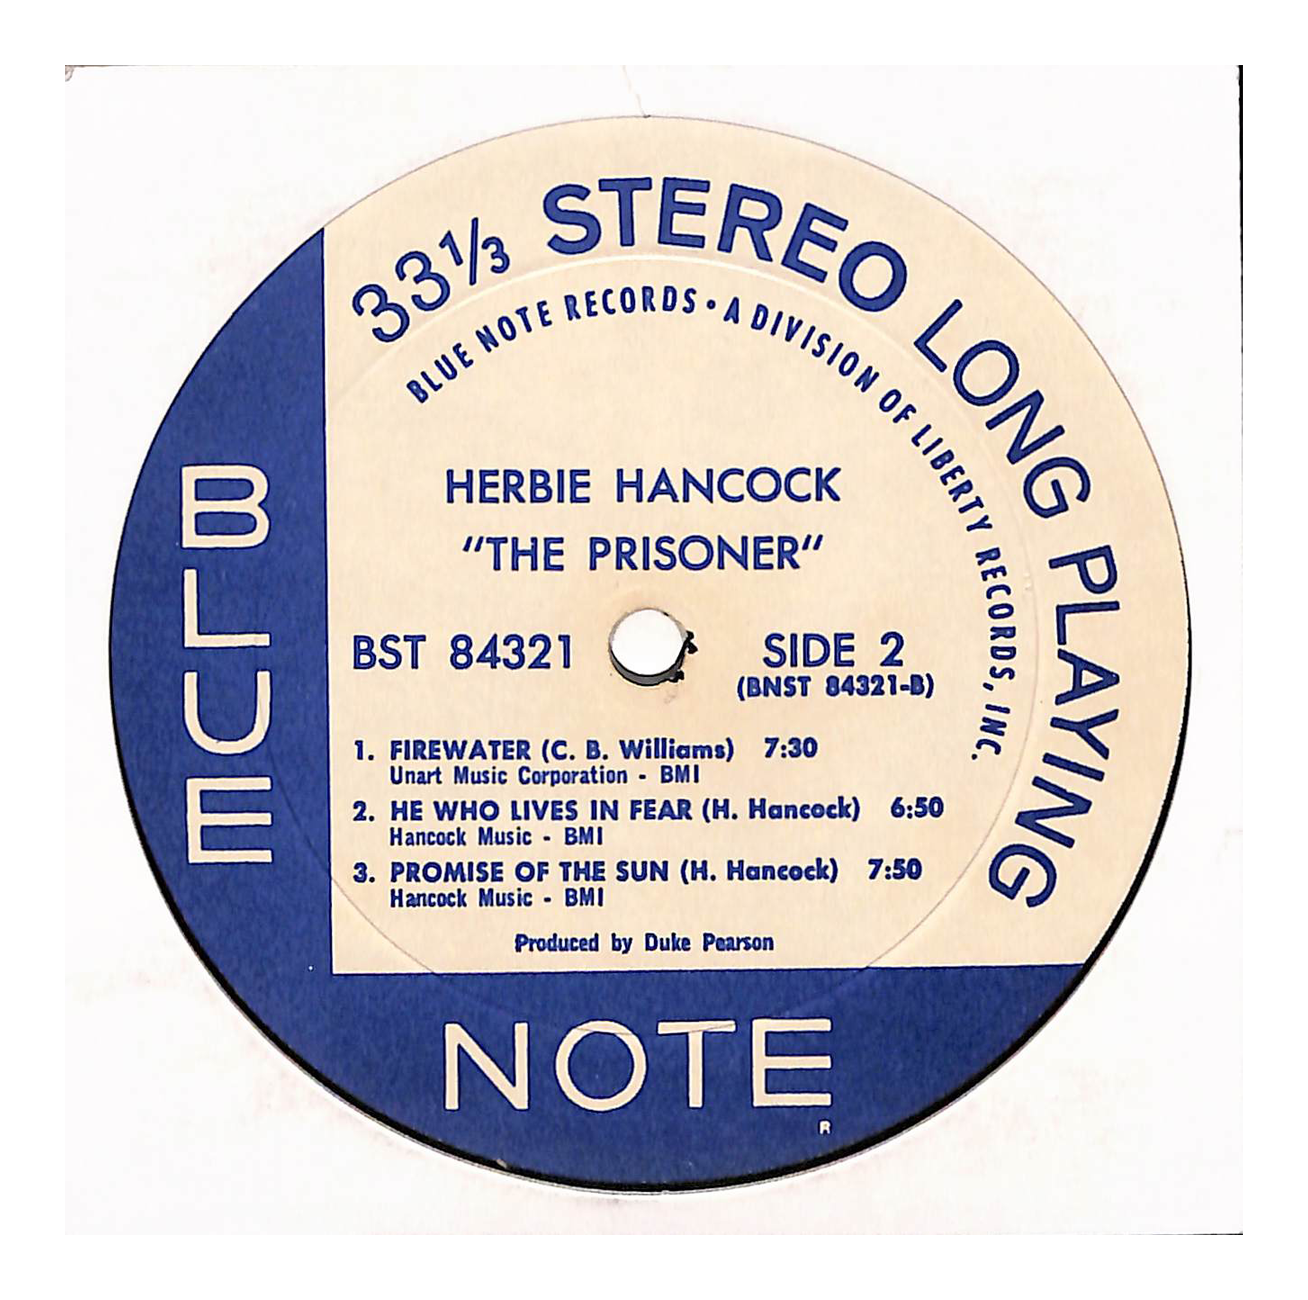 33⅓ STEREO LONG PLAYING
BLUE NOTE RECORDS • A DIVISION OF LIBERTY RECORDS, INC.
HERBIE HANCOCK
"THE PRISONER"
BST 84321
SIDE 2
(BNST 84321-B)
1. FIREWATER (C. B. Williams) 7:30
Unart Music Corporation - BMI
2. HE WHO LIVES IN FEAR (H. Hancock) 6:50
Hancock Music - BMI
3. PROMISE OF THE SUN (H. Hancock) 7:50
Hancock Music - BMI
Produced by Duke Pearson
BLUE
NOTE
R